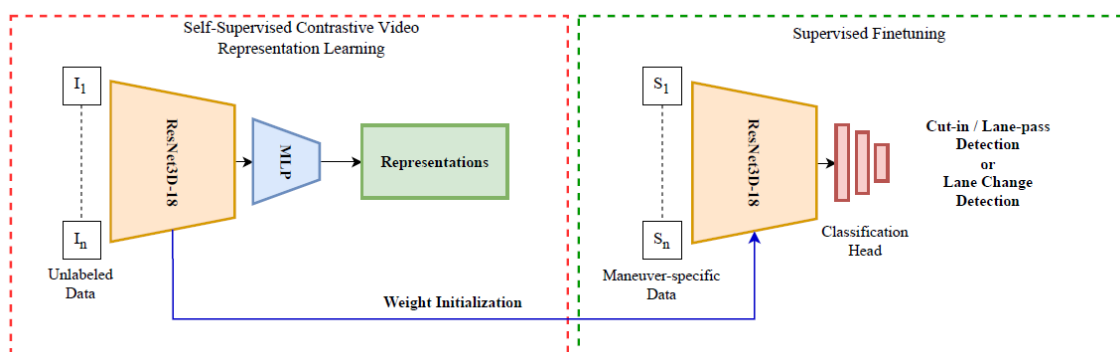 Self-Supervised Contrastive Video
Representation Learning
I1
ResNet3D-18
MLP
Representations
In
Unlabeled
Data
Weight Initialization
Supervised Finetuning
S1
ResNet3D-18
Cut-in / Lane-pass
Detection
or
Lane Change
Detection
Sn
Classification
Head
Maneuver-specific
Data